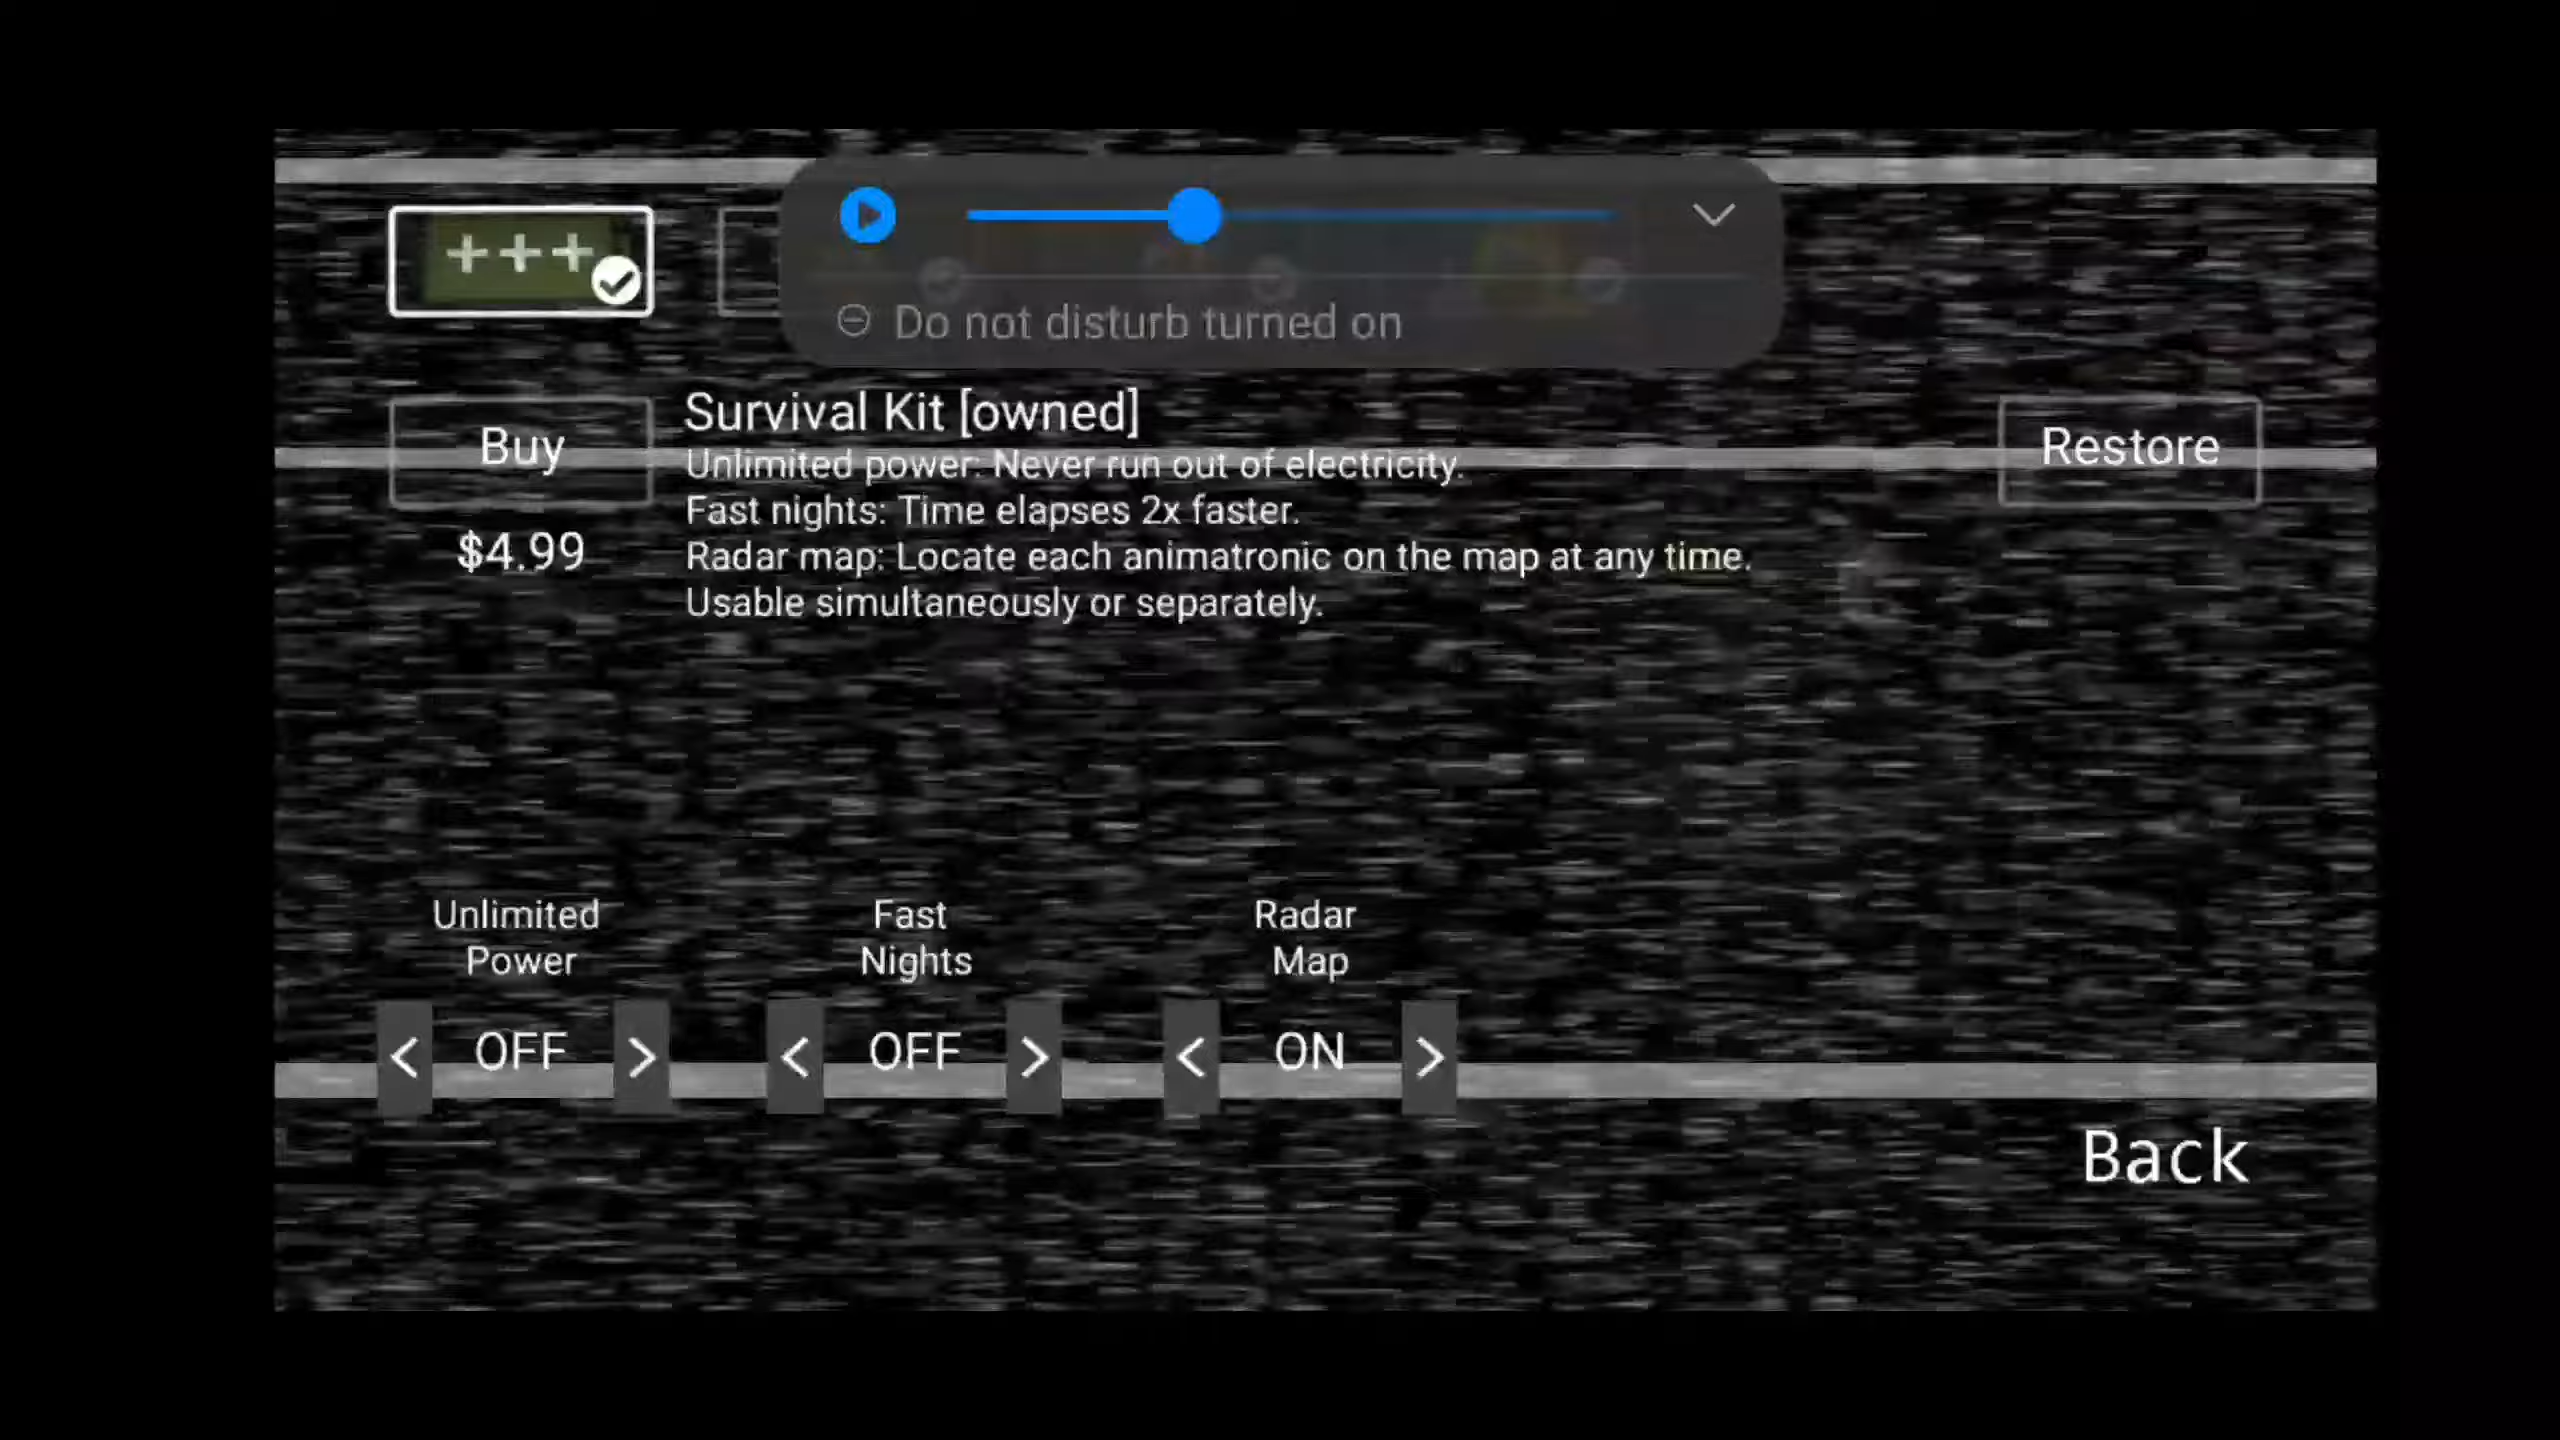 +++
Do not disturb turned on
Survival Kit [owned]
Buy
Restore
Unlimited power: Never run out of electricity.
Fast nights: Time elapses 2x faster.
$4.99
Radar map: Locate each animatronic on the map at any time.
Usable simultaneously or separately.
Unlimited
Power
Fast
Nights
Radar
Map
< OFF >
< OFF >
< ON >
Back